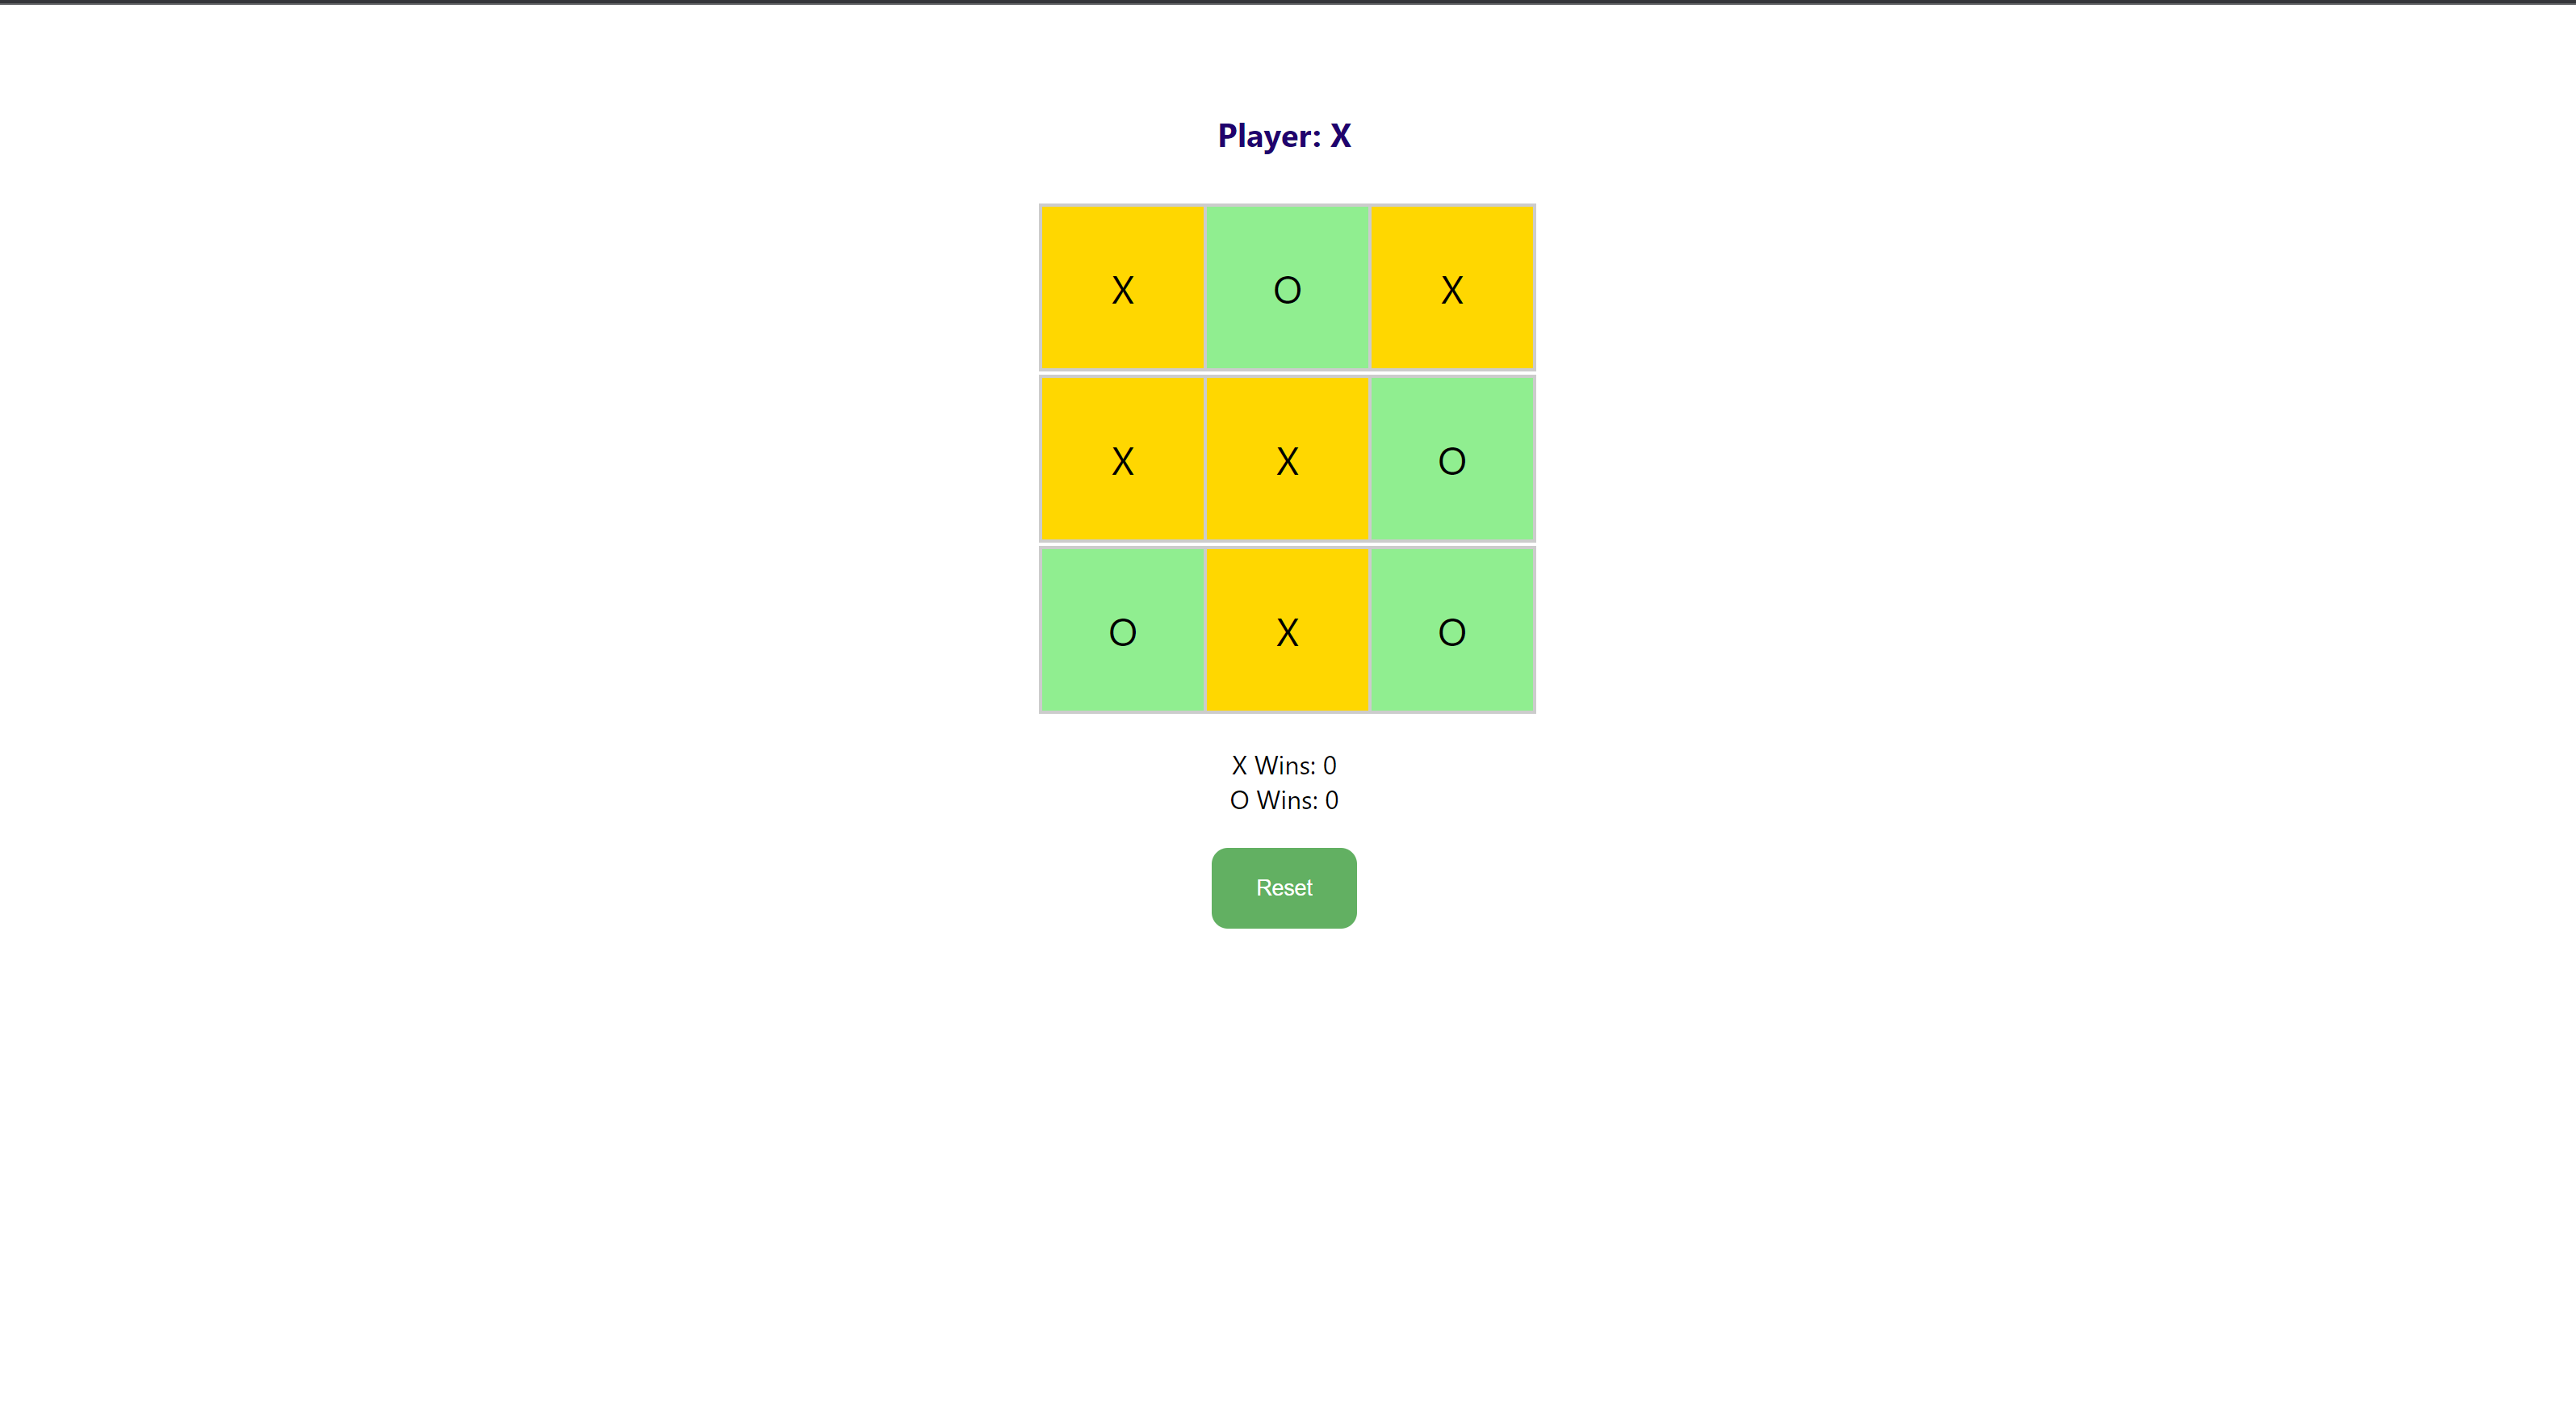 Player: X
X O X
X X O
O X O
X Wins: 0
O Wins: 0
Reset